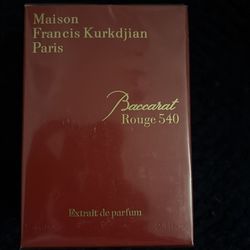 Maison
Francis Kurkdjian
Paris
Baccarat
Rouge 540
Extrait de parfum